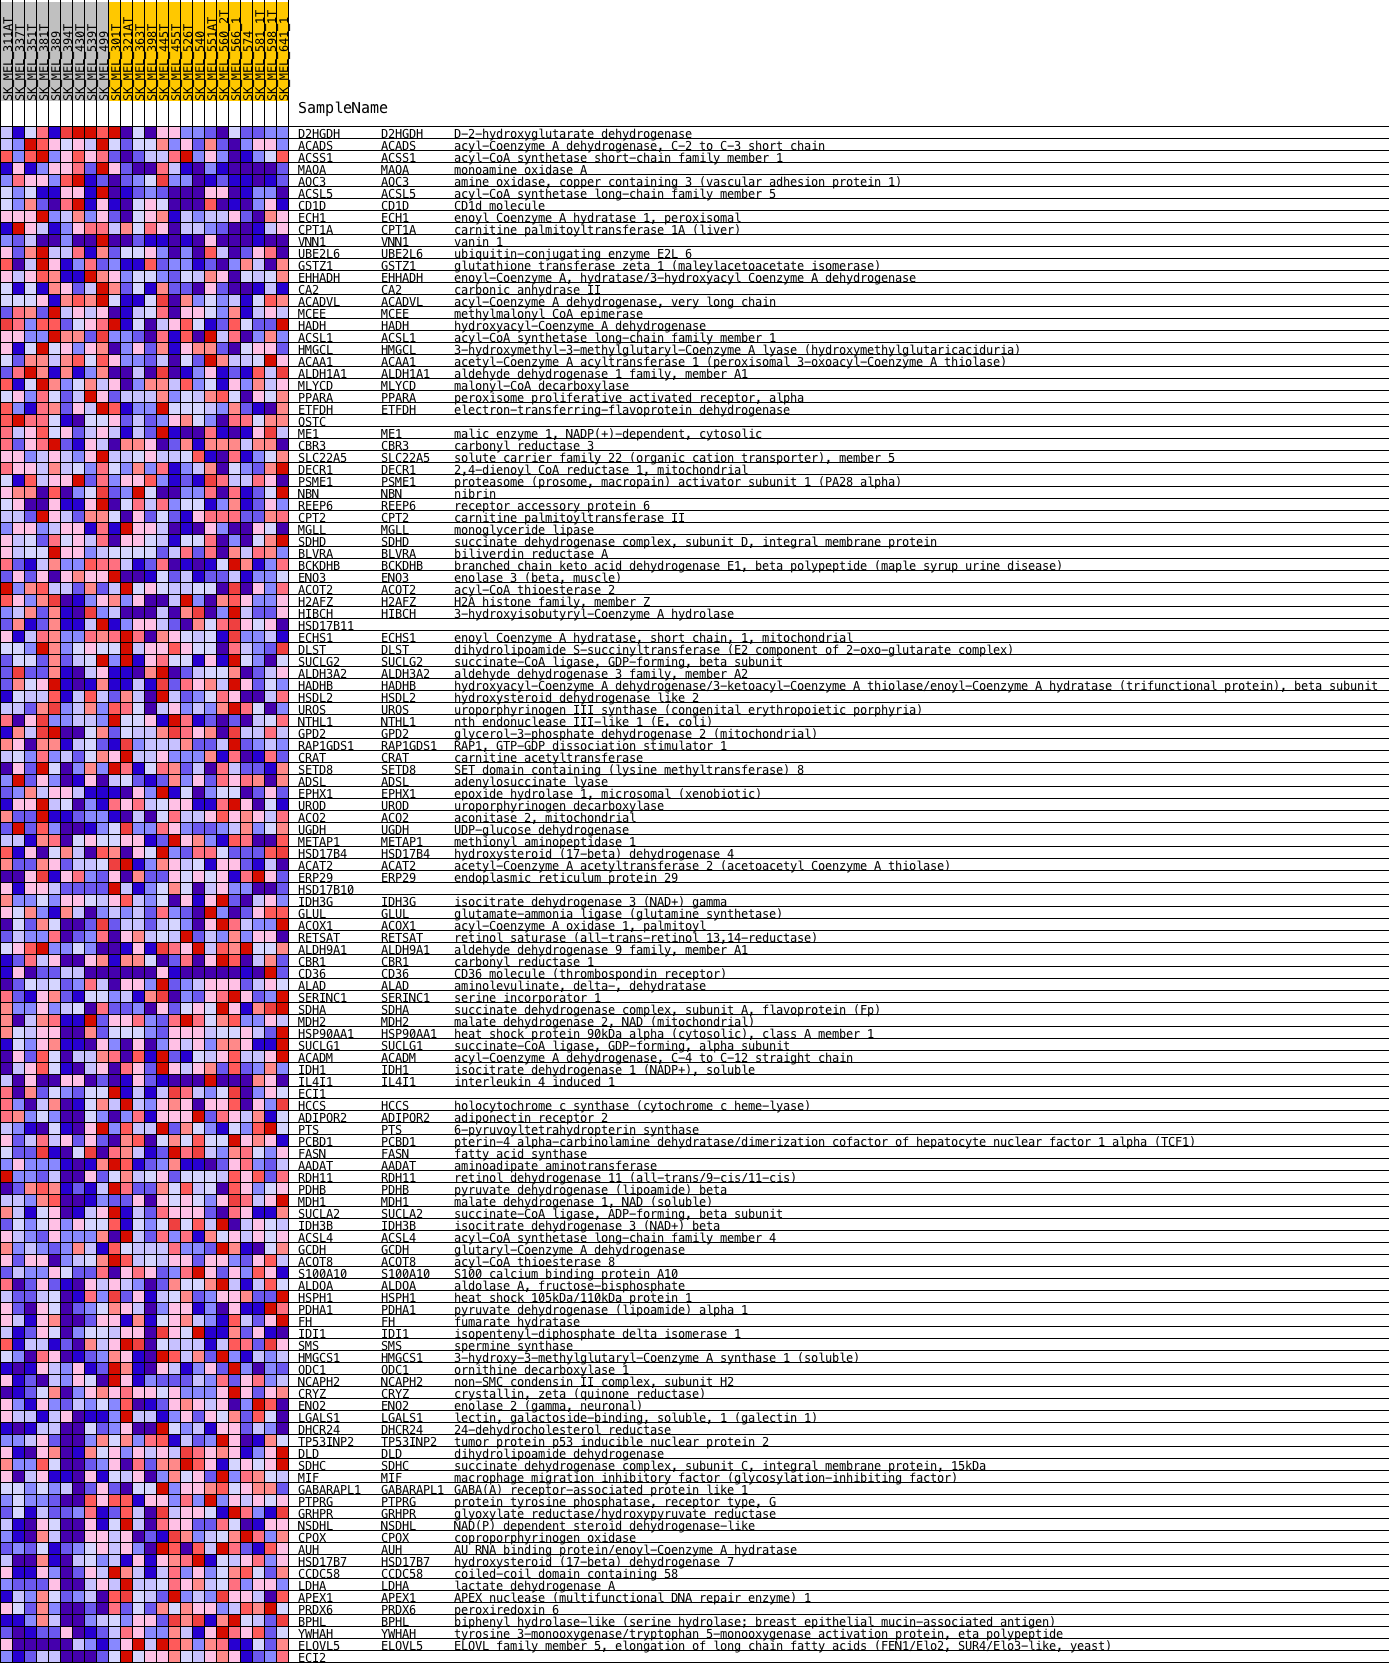 SK_MEL_311AT
SK_MEL_337T
SK_MEL_351T
SK_MEL_381T
SK_MEL_389
SK_MEL_394T
SK_MEL_430T
SK_MEL_539T
SK_MEL_499
SK_MEL_301T
SK_MEL_321AT
SK_MEL_363T
SK_MEL_398T
SK_MEL_445T
SK_MEL_455T
SK_MEL_526T
SK_MEL_540
SK_MEL_551AT
SK_MEL_560_2T
SK_MEL_566_1
SK_MEL_574
SK_MEL_581_1T
SK_MEL_598_1T
SK_MEL_641_1
SampleName
D2HGDH D2HGDH D-2-hydroxyglutarate dehydrogenase
ACADS ACADS acyl-Coenzyme A dehydrogenase, C-2 to C-3 short chain
ACSS1 ACSS1 acyl-CoA synthetase short-chain family member 1
MAOA MAOA monoamine oxidase A
AOC3 AOC3 amine oxidase, copper containing 3 (vascular adhesion protein 1)
ACSL5 ACSL5 acyl-CoA synthetase long-chain family member 5
CD1D CD1D CD1d molecule
ECH1 ECH1 enoyl Coenzyme A hydratase 1, peroxisomal
CPT1A CPT1A carnitine palmitoyltransferase 1A (liver)
VNN1 VNN1 vanin 1
UBE2L6 UBE2L6 ubiquitin-conjugating enzyme E2L 6
GSTZ1 GSTZ1 glutathione transferase zeta 1 (maleylacetoacetate isomerase)
EHHADH EHHADH enoyl-Coenzyme A, hydratase/3-hydroxyacyl Coenzyme A dehydrogenase
CA2 CA2 carbonic anhydrase II
ACADVL ACADVL acyl-Coenzyme A dehydrogenase, very long chain
MCEE MCEE methylmalonyl CoA epimerase
HADH HADH hydroxyacyl-Coenzyme A dehydrogenase
ACSL1 ACSL1 acyl-CoA synthetase long-chain family member 1
HMGCL HMGCL 3-hydroxymethyl-3-methylglutaryl-Coenzyme A lyase (hydroxymethylglutaricaciduria)
ACAA1 ACAA1 acetyl-Coenzyme A acyltransferase 1 (peroxisomal 3-oxoacyl-Coenzyme A thiolase)
ALDH1A1 ALDH1A1 aldehyde dehydrogenase 1 family, member A1
MLYCD MLYCD malonyl-CoA decarboxylase
PPARA PPARA peroxisome proliferative activated receptor, alpha
ETFDH ETFDH electron-transferring-flavoprotein dehydrogenase
OSTC
ME1 ME1 malic enzyme 1, NADP(+)-dependent, cytosolic
CBR3 CBR3 carbonyl reductase 3
SLC22A5 SLC22A5 solute carrier family 22 (organic cation transporter), member 5
DECR1 DECR1 2,4-dienoyl CoA reductase 1, mitochondrial
PSME1 PSME1 proteasome (prosome, macropain) activator subunit 1 (PA28 alpha)
NBN NBN nibrin
REEP6 REEP6 receptor accessory protein 6
CPT2 CPT2 carnitine palmitoyltransferase II
MGLL MGLL monoglyceride lipase
SDHD SDHD succinate dehydrogenase complex, subunit D, integral membrane protein
BLVRA BLVRA biliverdin reductase A
BCKDHB BCKDHB branched chain keto acid dehydrogenase E1, beta polypeptide (maple syrup urine disease)
ENO3 ENO3 enolase 3 (beta, muscle)
ACOT2 ACOT2 acyl-CoA thioesterase 2
H2AFZ H2AFZ H2A histone family, member Z
HIBCH HIBCH 3-hydroxyisobutyryl-Coenzyme A hydrolase
HSD17B11
ECHS1 ECHS1 enoyl Coenzyme A hydratase, short chain, 1, mitochondrial
DLST DLST dihydrolipoamide S-succinyltransferase (E2 component of 2-oxo-glutarate complex)
SUCLG2 SUCLG2 succinate-CoA ligase, GDP-forming, beta subunit
ALDH3A2 ALDH3A2 aldehyde dehydrogenase 3 family, member A2
HADHB HADHB hydroxyacyl-Coenzyme A dehydrogenase/3-ketoacyl-Coenzyme A thiolase/enoyl-Coenzyme A hydratase (trifunctional protein), beta subunit
HSDL2 HSDL2 hydroxysteroid dehydrogenase like 2
UROS UROS uroporphyrinogen III synthase (congenital erythropoietic porphyria)
NTHL1 NTHL1 nth endonuclease III-like 1 (E. coli)
GPD2 GPD2 glycerol-3-phosphate dehydrogenase 2 (mitochondrial)
RAP1GDS1 RAP1GDS1 RAP1, GTP-GDP dissociation stimulator 1
CRAT CRAT carnitine acetyltransferase
SETD8 SETD8 SET domain containing (lysine methyltransferase) 8
ADSL ADSL adenylosuccinate lyase
EPHX1 EPHX1 epoxide hydrolase 1, microsomal (xenobiotic)
UROD UROD uroporphyrinogen decarboxylase
ACO2 ACO2 aconitase 2, mitochondrial
UGDH UGDH UDP-glucose dehydrogenase
METAP1 METAP1 methionyl aminopeptidase 1
HSD17B4 HSD17B4 hydroxysteroid (17-beta) dehydrogenase 4
ACAT2 ACAT2 acetyl-Coenzyme A acetyltransferase 2 (acetoacetyl Coenzyme A thiolase)
ERP29 ERP29 endoplasmic reticulum protein 29
HSD17B10
IDH3G IDH3G isocitrate dehydrogenase 3 (NAD+) gamma
GLUL GLUL glutamate-ammonia ligase (glutamine synthetase)
ACOX1 ACOX1 acyl-Coenzyme A oxidase 1, palmitoyl
RETSAT RETSAT retinol saturase (all-trans-retinol 13,14-reductase)
ALDH9A1 ALDH9A1 aldehyde dehydrogenase 9 family, member A1
CBR1 CBR1 carbonyl reductase 1
CD36 CD36 CD36 molecule (thrombospondin receptor)
ALAD ALAD aminolevulinate, delta-, dehydratase
SERINC1 SERINC1 serine incorporator 1
SDHA SDHA succinate dehydrogenase complex, subunit A, flavoprotein (Fp)
MDH2 MDH2 malate dehydrogenase 2, NAD (mitochondrial)
HSP90AA1 HSP90AA1 heat shock protein 90kDa alpha (cytosolic), class A member 1
SUCLG1 SUCLG1 succinate-CoA ligase, GDP-forming, alpha subunit
ACADM ACADM acyl-Coenzyme A dehydrogenase, C-4 to C-12 straight chain
IDH1 IDH1 isocitrate dehydrogenase 1 (NADP+), soluble
IL4I1 IL4I1 interleukin 4 induced 1
ECI1
HCCS HCCS holocytochrome c synthase (cytochrome c heme-lyase)
ADIPOR2 ADIPOR2 adiponectin receptor 2
PTS PTS 6-pyruvoyltetrahydropterin synthase
PCBD1 PCBD1 pterin-4 alpha-carbinolamine dehydratase/dimerization cofactor of hepatocyte nuclear factor 1 alpha (TCF1)
FASN FASN fatty acid synthase
AADAT AADAT aminoadipate aminotransferase
RDH11 RDH11 retinol dehydrogenase 11 (all-trans/9-cis/11-cis)
PDHB PDHB pyruvate dehydrogenase (lipoamide) beta
MDH1 MDH1 malate dehydrogenase 1, NAD (soluble)
SUCLA2 SUCLA2 succinate-CoA ligase, ADP-forming, beta subunit
IDH3B IDH3B isocitrate dehydrogenase 3 (NAD+) beta
ACSL4 ACSL4 acyl-CoA synthetase long-chain family member 4
GCDH GCDH glutaryl-Coenzyme A dehydrogenase
ACOT8 ACOT8 acyl-CoA thioesterase 8
S100A10 S100A10 S100 calcium binding protein A10
ALDOA ALDOA aldolase A, fructose-bisphosphate
HSPH1 HSPH1 heat shock 105kDa/110kDa protein 1
PDHA1 PDHA1 pyruvate dehydrogenase (lipoamide) alpha 1
FH FH fumarate hydratase
IDI1 IDI1 isopentenyl-diphosphate delta isomerase 1
SMS SMS spermine synthase
HMGCS1 HMGCS1 3-hydroxy-3-methylglutaryl-Coenzyme A synthase 1 (soluble)
ODC1 ODC1 ornithine decarboxylase 1
NCAPH2 NCAPH2 non-SMC condensin II complex, subunit H2
CRYZ CRYZ crystallin, zeta (quinone reductase)
ENO2 ENO2 enolase 2 (gamma, neuronal)
LGALS1 LGALS1 lectin, galactoside-binding, soluble, 1 (galectin 1)
DHCR24 DHCR24 24-dehydrocholesterol reductase
TP53INP2 TP53INP2 tumor protein p53 inducible nuclear protein 2
DLD DLD dihydrolipoamide dehydrogenase
SDHC SDHC succinate dehydrogenase complex, subunit C, integral membrane protein, 15kDa
MIF MIF macrophage migration inhibitory factor (glycosylation-inhibiting factor)
GABARAPL1 GABARAPL1 GABA(A) receptor-associated protein like 1
PTPRG PTPRG protein tyrosine phosphatase, receptor type, G
GRHPR GRHPR glyoxylate reductase/hydroxypyruvate reductase
NSDHL NSDHL NAD(P) dependent steroid dehydrogenase-like
CPOX CPOX coproporphyrinogen oxidase
AUH AUH AU RNA binding protein/enoyl-Coenzyme A hydratase
HSD17B7 HSD17B7 hydroxysteroid (17-beta) dehydrogenase 7
CCDC58 CCDC58 coiled-coil domain containing 58
LDHA LDHA lactate dehydrogenase A
APEX1 APEX1 APEX nuclease (multifunctional DNA repair enzyme) 1
PRDX6 PRDX6 peroxiredoxin 6
BPHL BPHL biphenyl hydrolase-like (serine hydrolase; breast epithelial mucin-associated antigen)
YWHAH YWHAH tyrosine 3-monooxygenase/tryptophan 5-monooxygenase activation protein, eta polypeptide
ELOVL5 ELOVL5 ELOVL family member 5, elongation of long chain fatty acids (FEN1/Elo2, SUR4/Elo3-like, yeast)
ECI2